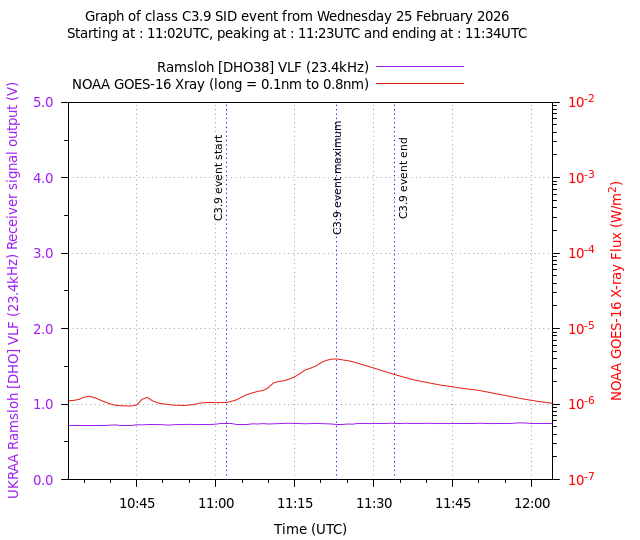 Graph of class C3.9 SID event from Wednesday 25 February 2026
Starting at : 11:02UTC, peaking at : 11:23UTC and ending at : 11:34UTC
Ramsloh [DHO38] VLF (23.4kHz)
NOAA GOES-16 Xray (long = 0.1nm to 0.8nm)
UKRAA Ramsloh [DHO] VLF (23.4kHz) Receiver signal output (V)
5.0
4.0
3.0
2.0
1.0
0.0
C3.9 event start
C3.9 event maximum
C3.9 event end
10⁻²
10⁻³
10⁻⁴
10⁻⁵
10⁻⁶
10⁻⁷
NOAA GOES-16 X-ray Flux (W/m²)
10:45 11:00 11:15 11:30 11:45 12:00
Time (UTC)